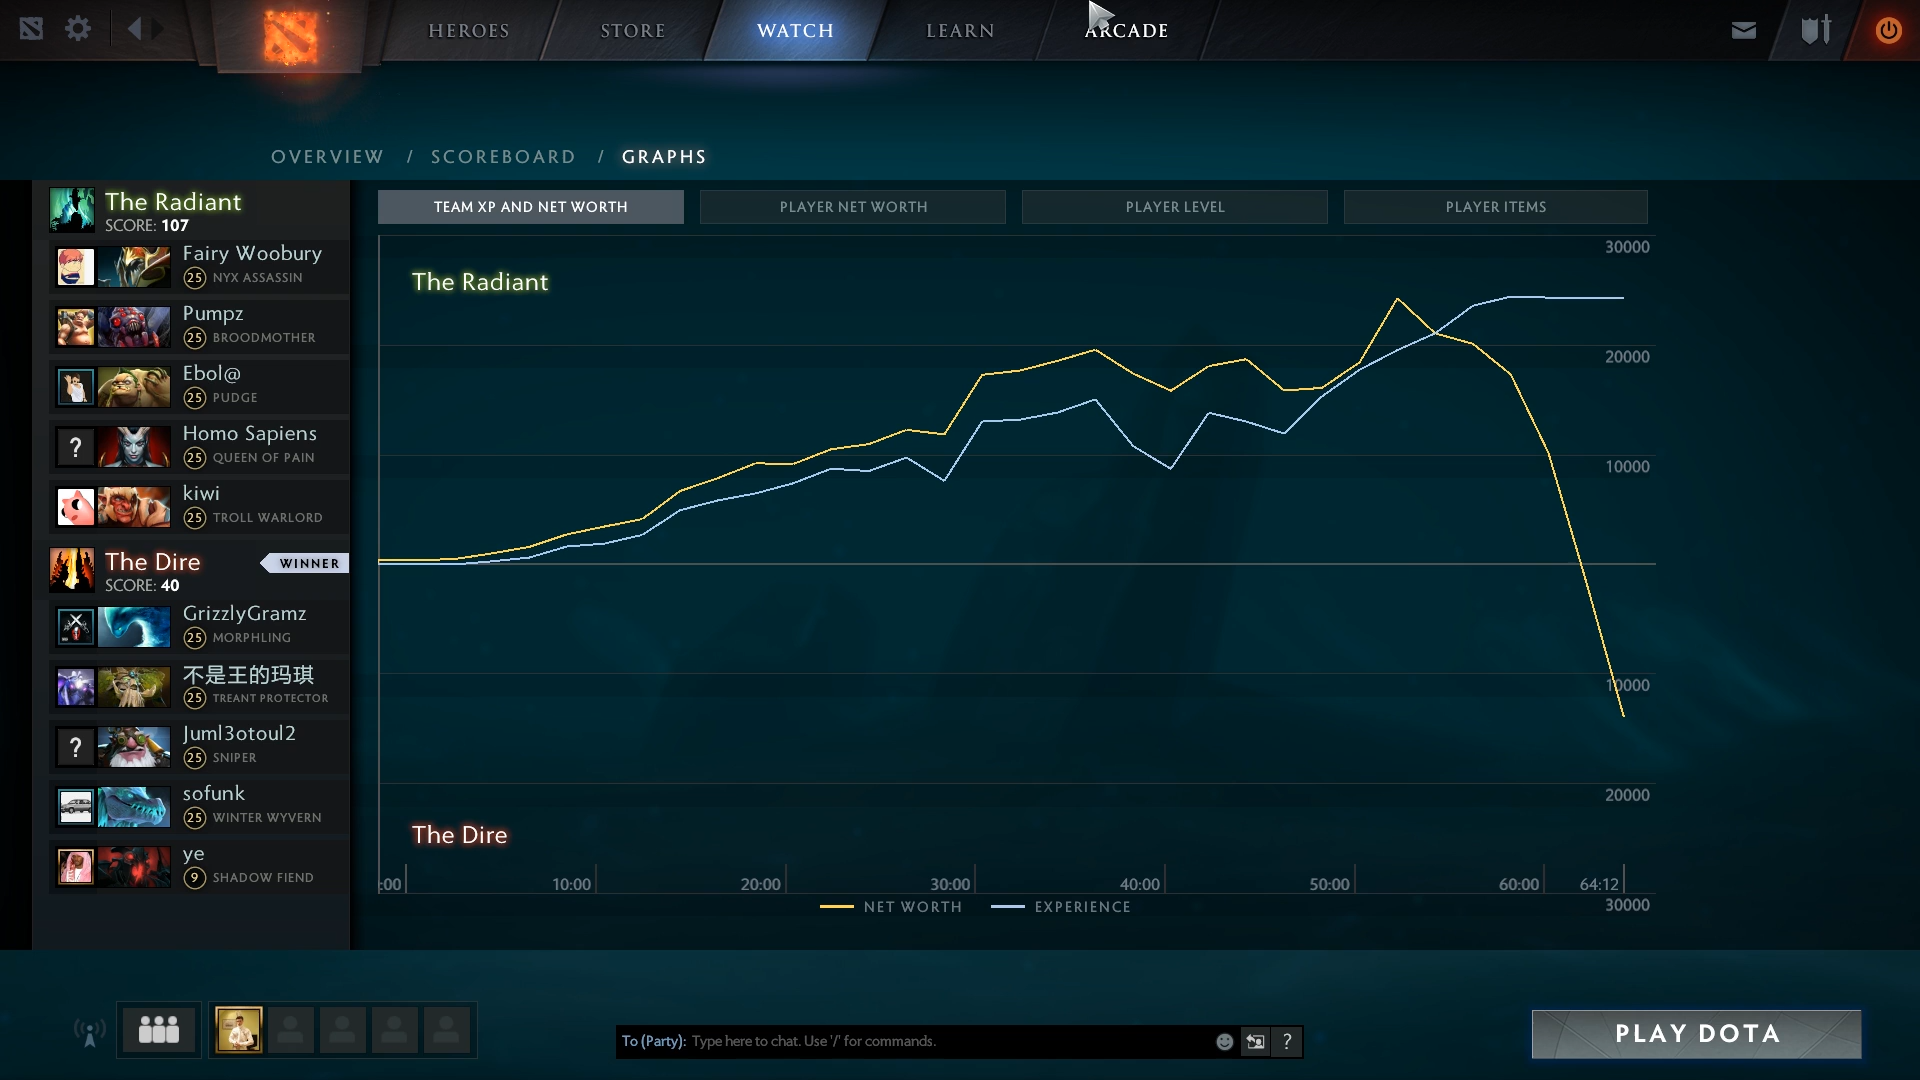 HEROES STORE WATCH LEARN ARCADE
OVERVIEW / SCOREBOARD / GRAPHS
The Radiant
SCORE: 107
Fairy Woobury
25 NYX ASSASSIN
Pumpz
25 BROODMOTHER
Ebol@
25 PUDGE
? Homo Sapiens
25 QUEEN OF PAIN
kiwi
25 TROLL WARLORD
The Dire
SCORE: 40
WINNER
GrizzlyGramz
25 MORPHLING
不是王的玛琪
25 TREANT PROTECTOR
? Juml3otoul2
25 SNIPER
sofunk
25 WINTER WYVERN
ye
9 SHADOW FIEND
TEAM XP AND NET WORTH PLAYER NET WORTH PLAYER LEVEL PLAYER ITEMS
The Radiant
30000
20000
10000
10000
20000
The Dire
:00 10:00 20:00 30:00 40:00 50:00 60:00 64:12
30000
NET WORTH EXPERIENCE
To (Party): Type here to chat. Use '/' for commands.
?
PLAY DOTA